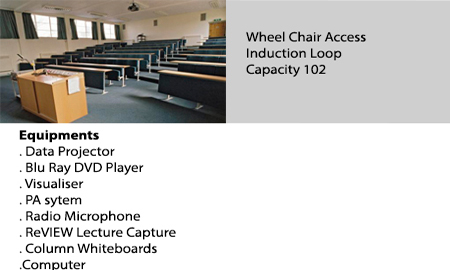 Wheel Chair Access
Induction Loop
Capacity 102
Equipments
. Data Projector
. Blu Ray DVD Player
. Visualiser
. PA sytem
. Radio Microphone
. ReVIEW Lecture Capture
. Column Whiteboards
.Computer